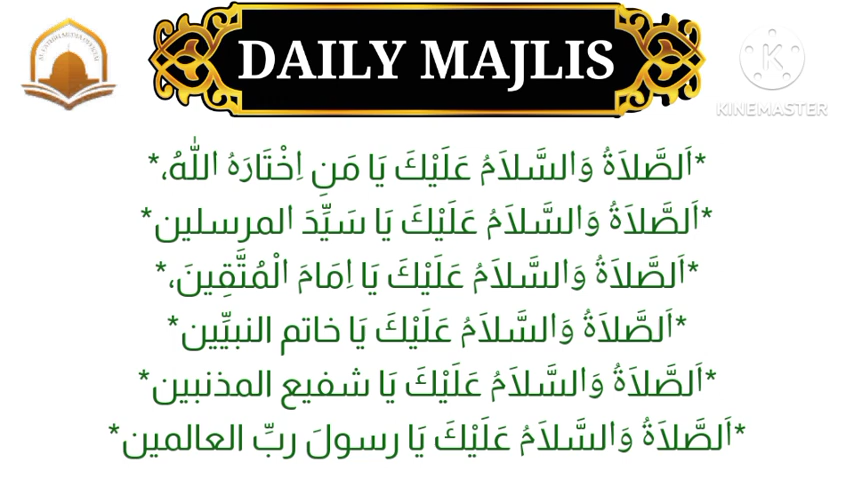 DAILY MAJLIS
KINEMASTER
*اَلصَّلاَةُ وَالسَّلاَمُ عَلَيْكَ يَا مَنِ اِخْتَارَهُ اللّٰهُ،*
*اَلصَّلاَةُ وَالسَّلاَمُ عَلَيْكَ يَا سَيِّدَ المرسلين*
*اَلصَّلاَةُ وَالسَّلاَمُ عَلَيْكَ يَا اِمَامَ الْمُتَّقِينَ،*
*اَلصَّلاَةُ وَالسَّلاَمُ عَلَيْكَ يَا خاتم النبيِّين*
*اَلصَّلاَةُ وَالسَّلاَمُ عَلَيْكَ يَا شفيع المذنبين*
*اَلصَّلاَةُ وَالسَّلاَمُ عَلَيْكَ يَا رسولَ ربِّ العالمين*